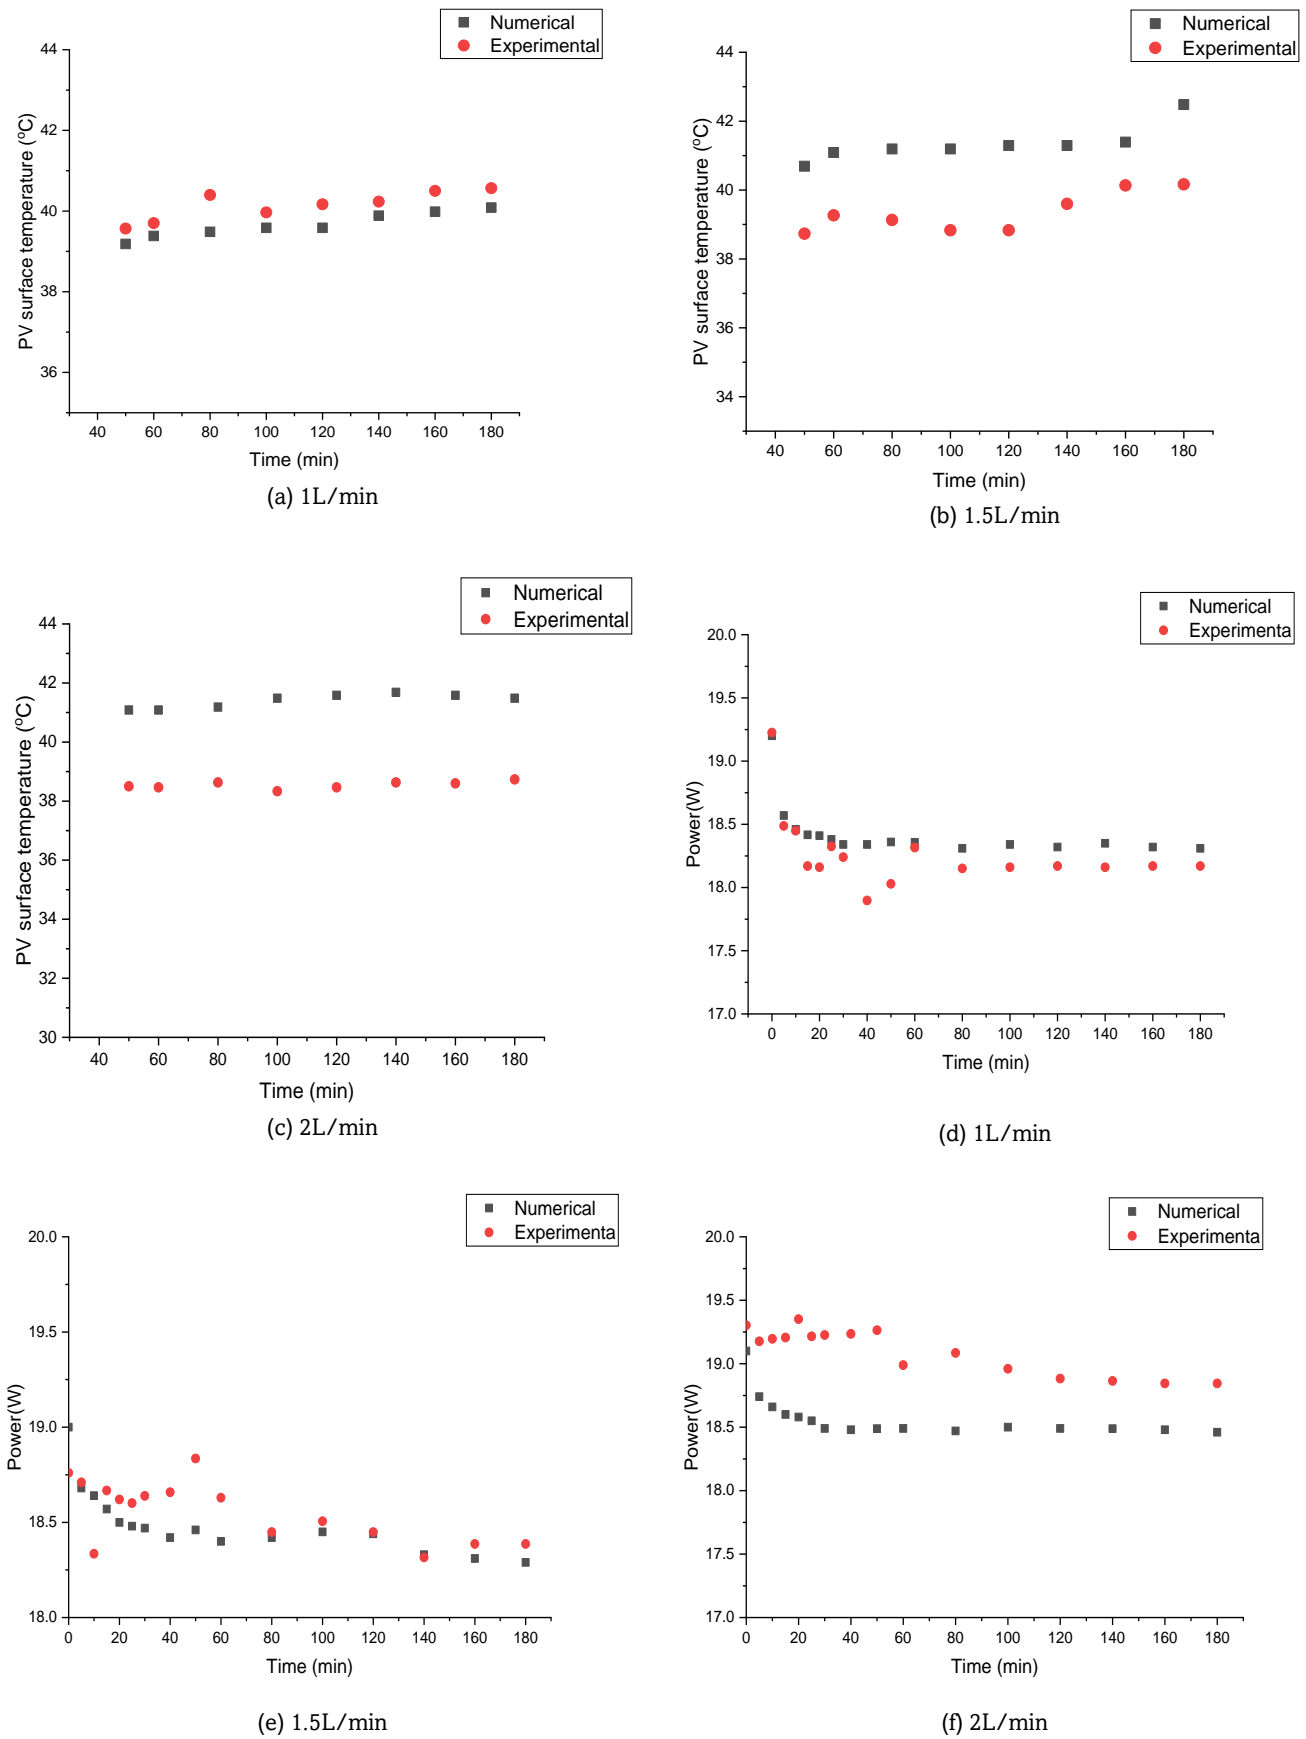 Numerical
Experimental
44
42
40
38
36
PV surface temperature (°C)
40 60 80 100 120 140 160 180
Time (min)
(a) 1L/min
Numerical
Experimental
44
42
40
38
36
34
PV surface temperature (°C)
40 60 80 100 120 140 160 180
Time (min)
(b) 1.5L/min
Numerical
Experimental
44
42
40
38
36
34
32
30
PV surface temperature (°C)
40 60 80 100 120 140 160 180
Time (min)
(c) 2L/min
Numerical
Experimenta
20.0
19.5
19.0
18.5
18.0
17.5
17.0
Power(W)
0 20 40 60 80 100 120 140 160 180
Time (min)
(d) 1L/min
Numerical
Experimenta
20.0
19.5
19.0
18.5
18.0
Power(W)
0 20 40 60 80 100 120 140 160 180
Time (min)
(e) 1.5L/min
Numerical
Experimenta
20.0
19.5
19.0
18.5
18.0
17.5
17.0
Power(W)
0 20 40 60 80 100 120 140 160 180
Time (min)
(f) 2L/min